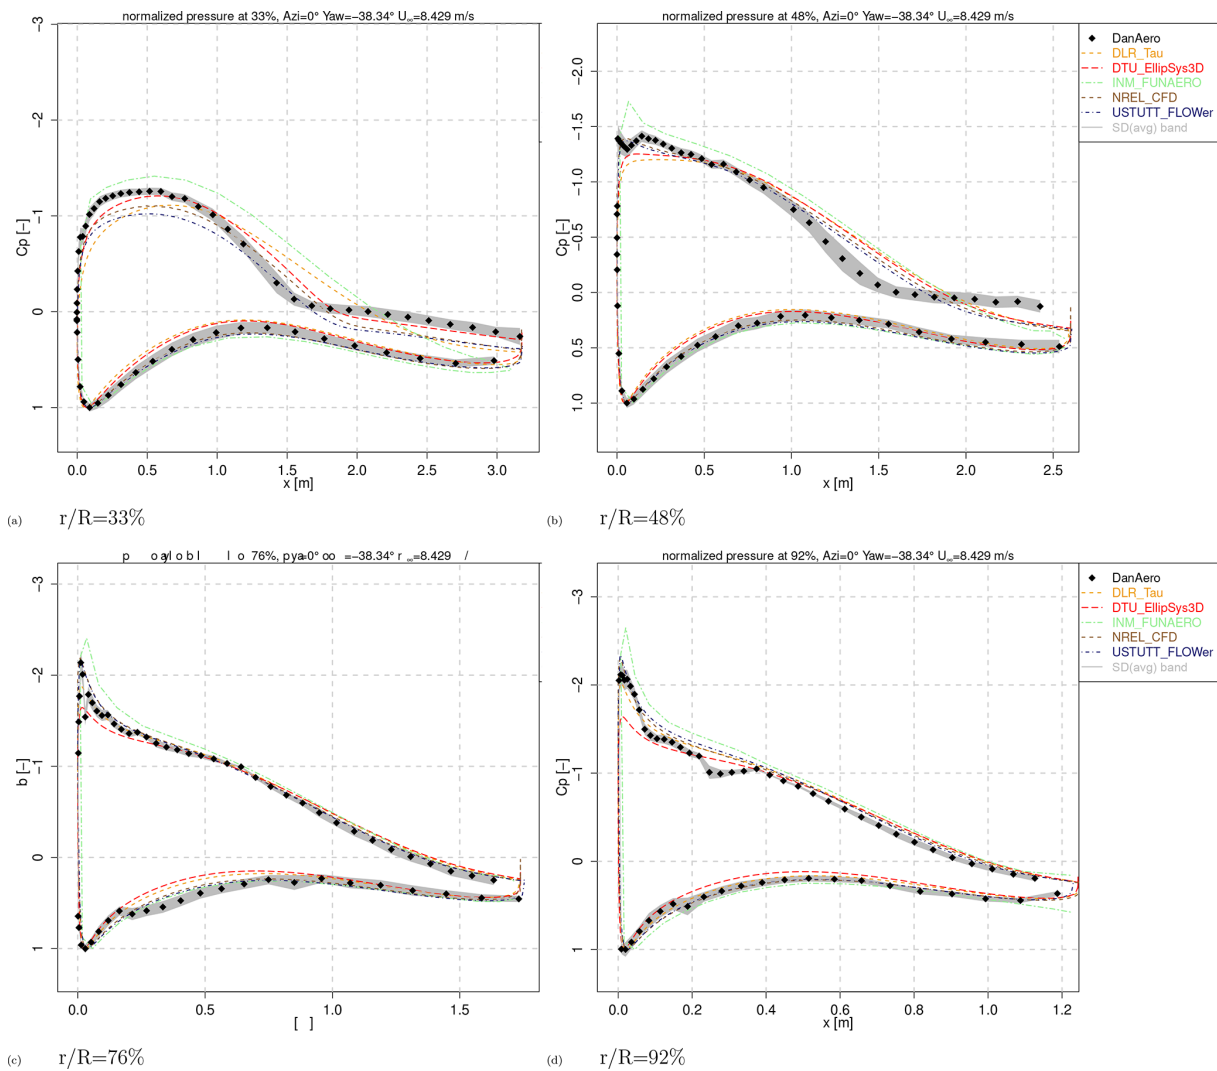 normalized pressure at 33%, Azi=0° Yaw=−38.34° U∞=8.429 m/s
−3
−2
−1
0
1
Cp [−]
0.0 0.5 1.0 1.5 2.0 2.5 3.0
x [m]
(a) r/R=33%
normalized pressure at 48%, Azi=0° Yaw=−38.34° U∞=8.429 m/s
−2.0
−1.5
−1.0
−0.5
0.0
0.5
1.0
Cp [−]
0.0 0.5 1.0 1.5 2.0 2.5
x [m]
DanAero
DLR_Tau
DTU_EllipSys3D
INM_FUNAERO
NREL_CFD
USTUTT_FLOWer
SD(avg) band
(b) r/R=48%
76%, =0° =−38.34° ∞=8.429 /
−3
−2
−1
0
1
b [−]
0.0 0.5 1.0 1.5
[ ]
(c) r/R=76%
normalized pressure at 92%, Azi=0° Yaw=−38.34° U∞=8.429 m/s
−3
−2
−1
0
1
Cp [−]
0.0 0.2 0.4 0.6 0.8 1.0 1.2
x [m]
DanAero
DLR_Tau
DTU_EllipSys3D
INM_FUNAERO
NREL_CFD
USTUTT_FLOWer
SD(avg) band
(d) r/R=92%